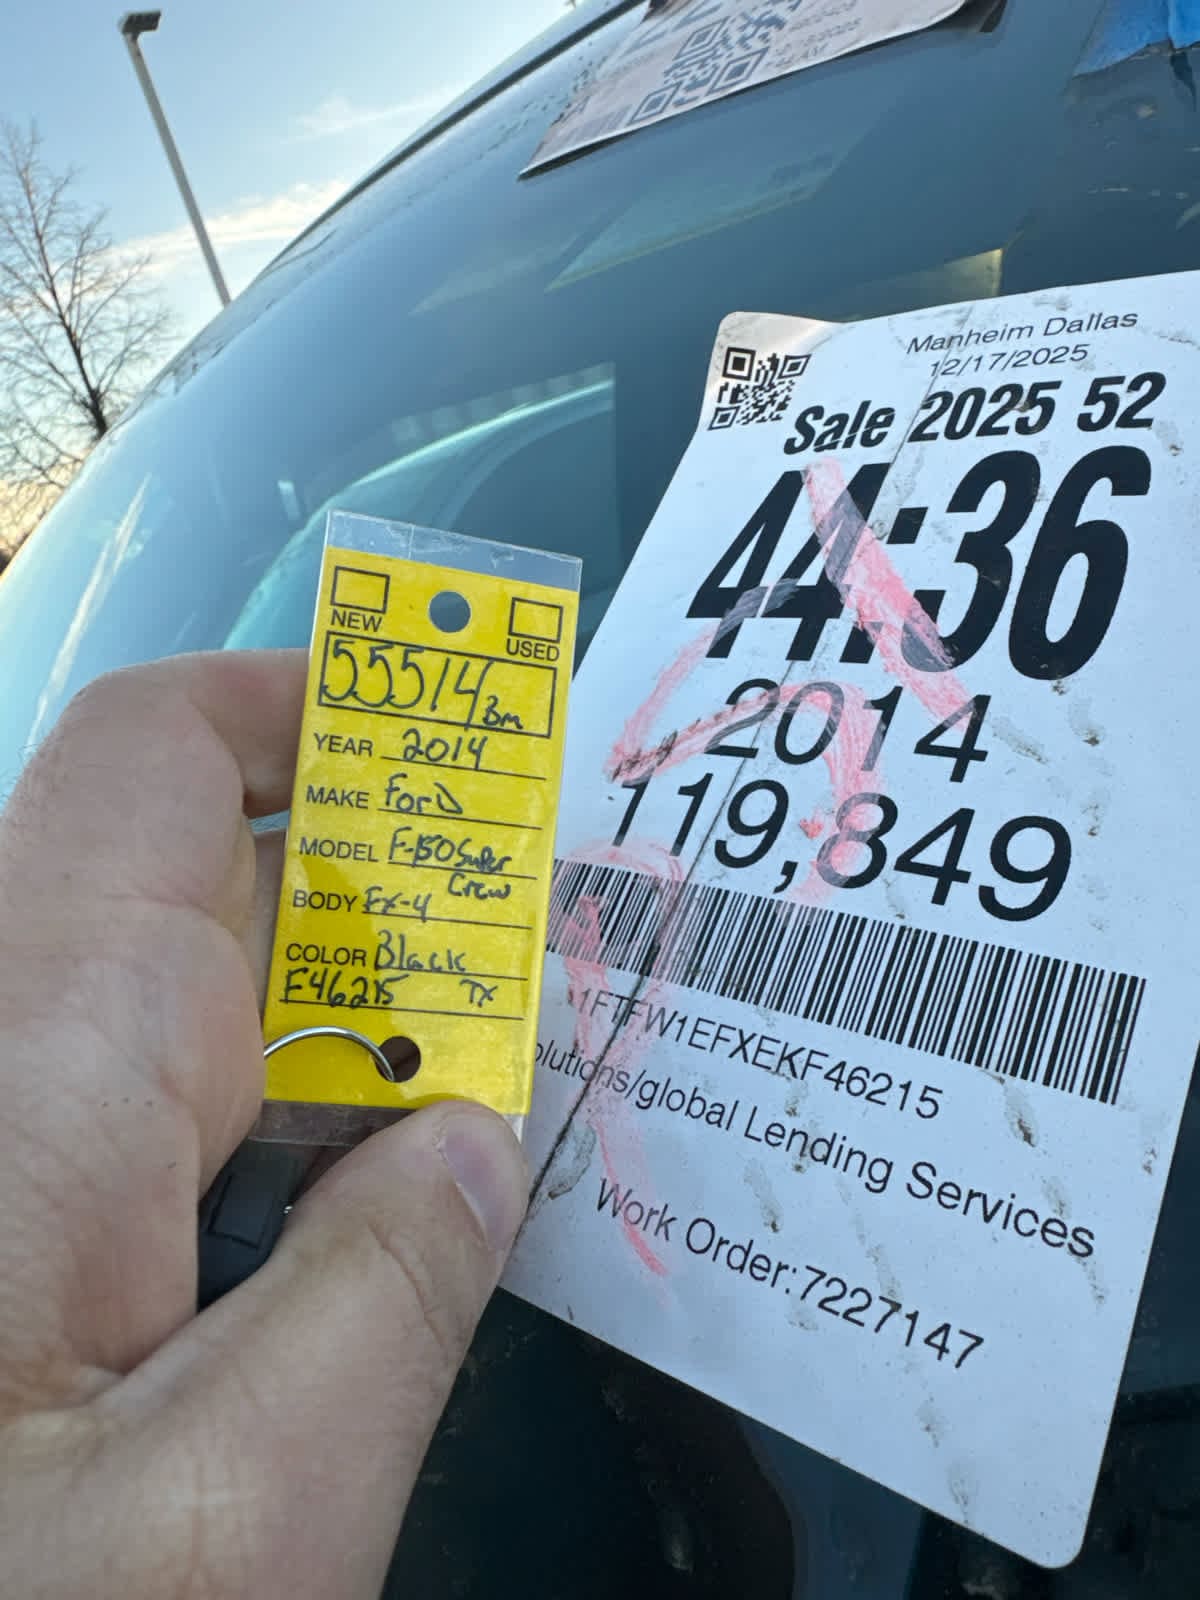 Manheim Dallas
12/17/2025
Sale 2025 52
44:36
2014
119,849
1FTFW1EFXEKF46215
olutions/global Lending Services
Work Order:7227147
NEW
USED
55514 Bm
YEAR 2014
MAKE Ford
MODEL F-150 Super
Crew
BODY Fx-4
COLOR Black
F46215 TX